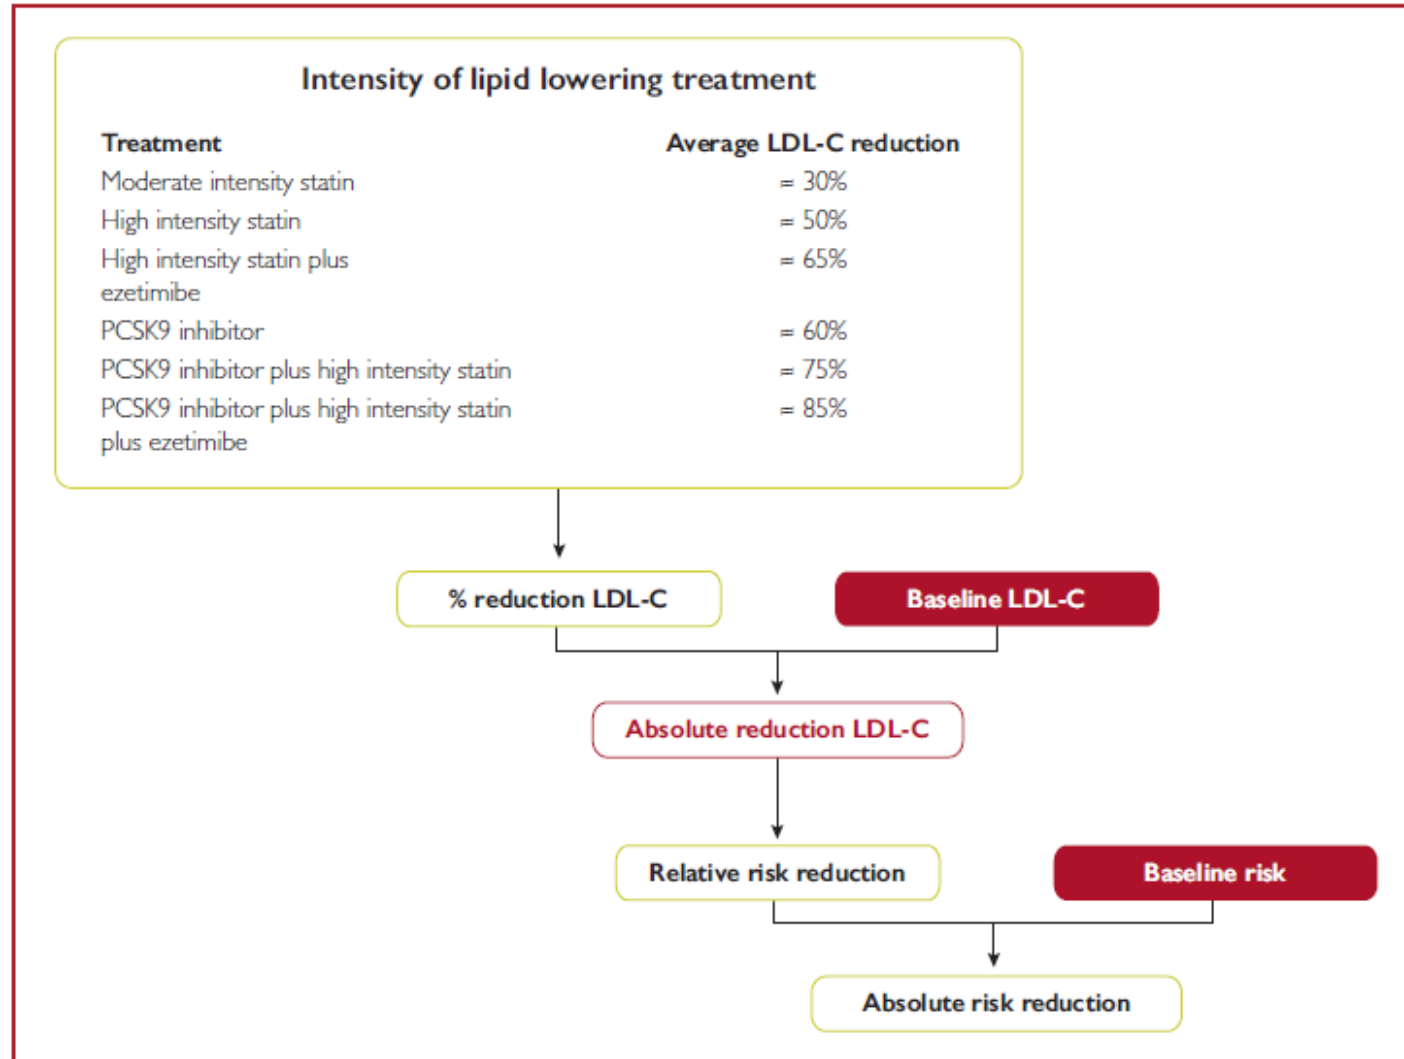 Intensity of lipid lowering treatment
Treatment Average LDL-C reduction
Moderate intensity statin ≈ 30%
High intensity statin ≈ 50%
High intensity statin plus ≈ 65%
ezetimibe
PCSK9 inhibitor ≈ 60%
PCSK9 inhibitor plus high intensity statin ≈ 75%
PCSK9 inhibitor plus high intensity statin ≈ 85%
plus ezetimibe
% reduction LDL-C Baseline LDL-C
Absolute reduction LDL-C
Relative risk reduction Baseline risk
Absolute risk reduction